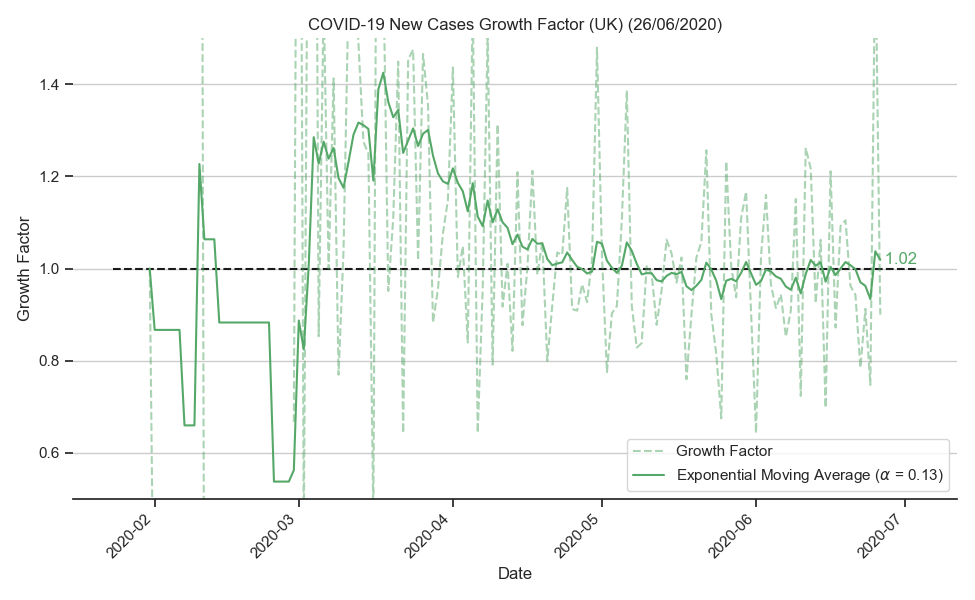 COVID-19 New Cases Growth Factor (UK) (26/06/2020)
1.4
1.2
1.0
0.8
0.6
Growth Factor
1.02
Growth Factor
Exponential Moving Average (α = 0.13)
2020-02
2020-03
2020-04
2020-05
2020-06
2020-07
Date